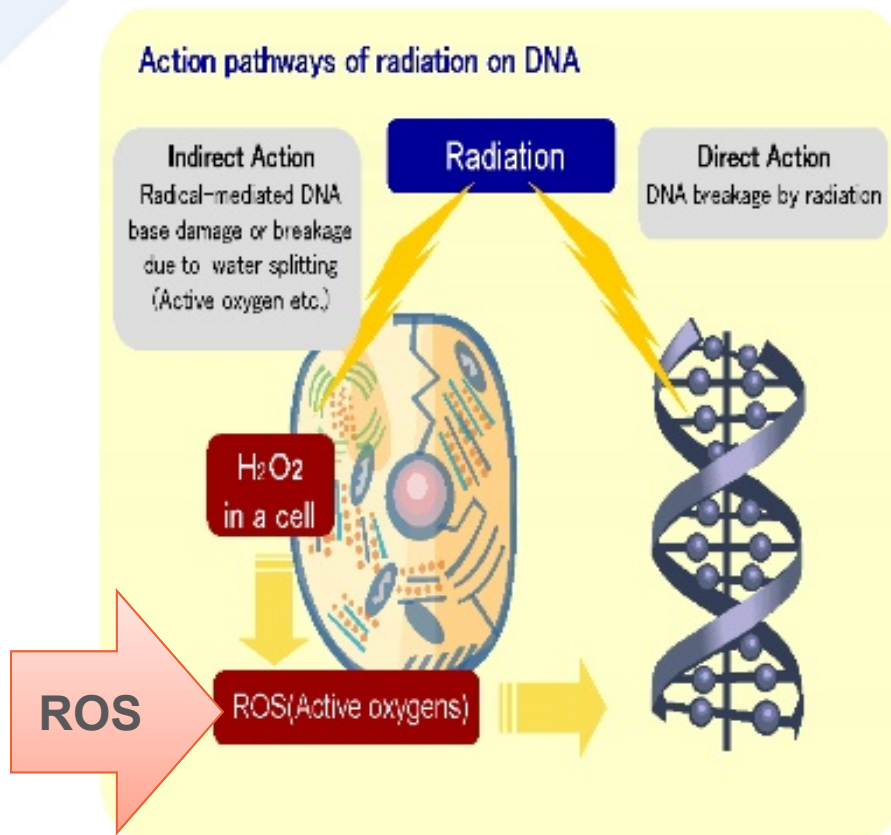 Action pathways of radiation on DNA
Indirect Action
Radical-mediated DNA
base damage or breakage
due to water splitting
(Active oxygen etc.)
Radiation
Direct Action
DNA breakage by radiation
H₂O₂
in a cell
ROS
ROS(Active oxygens)